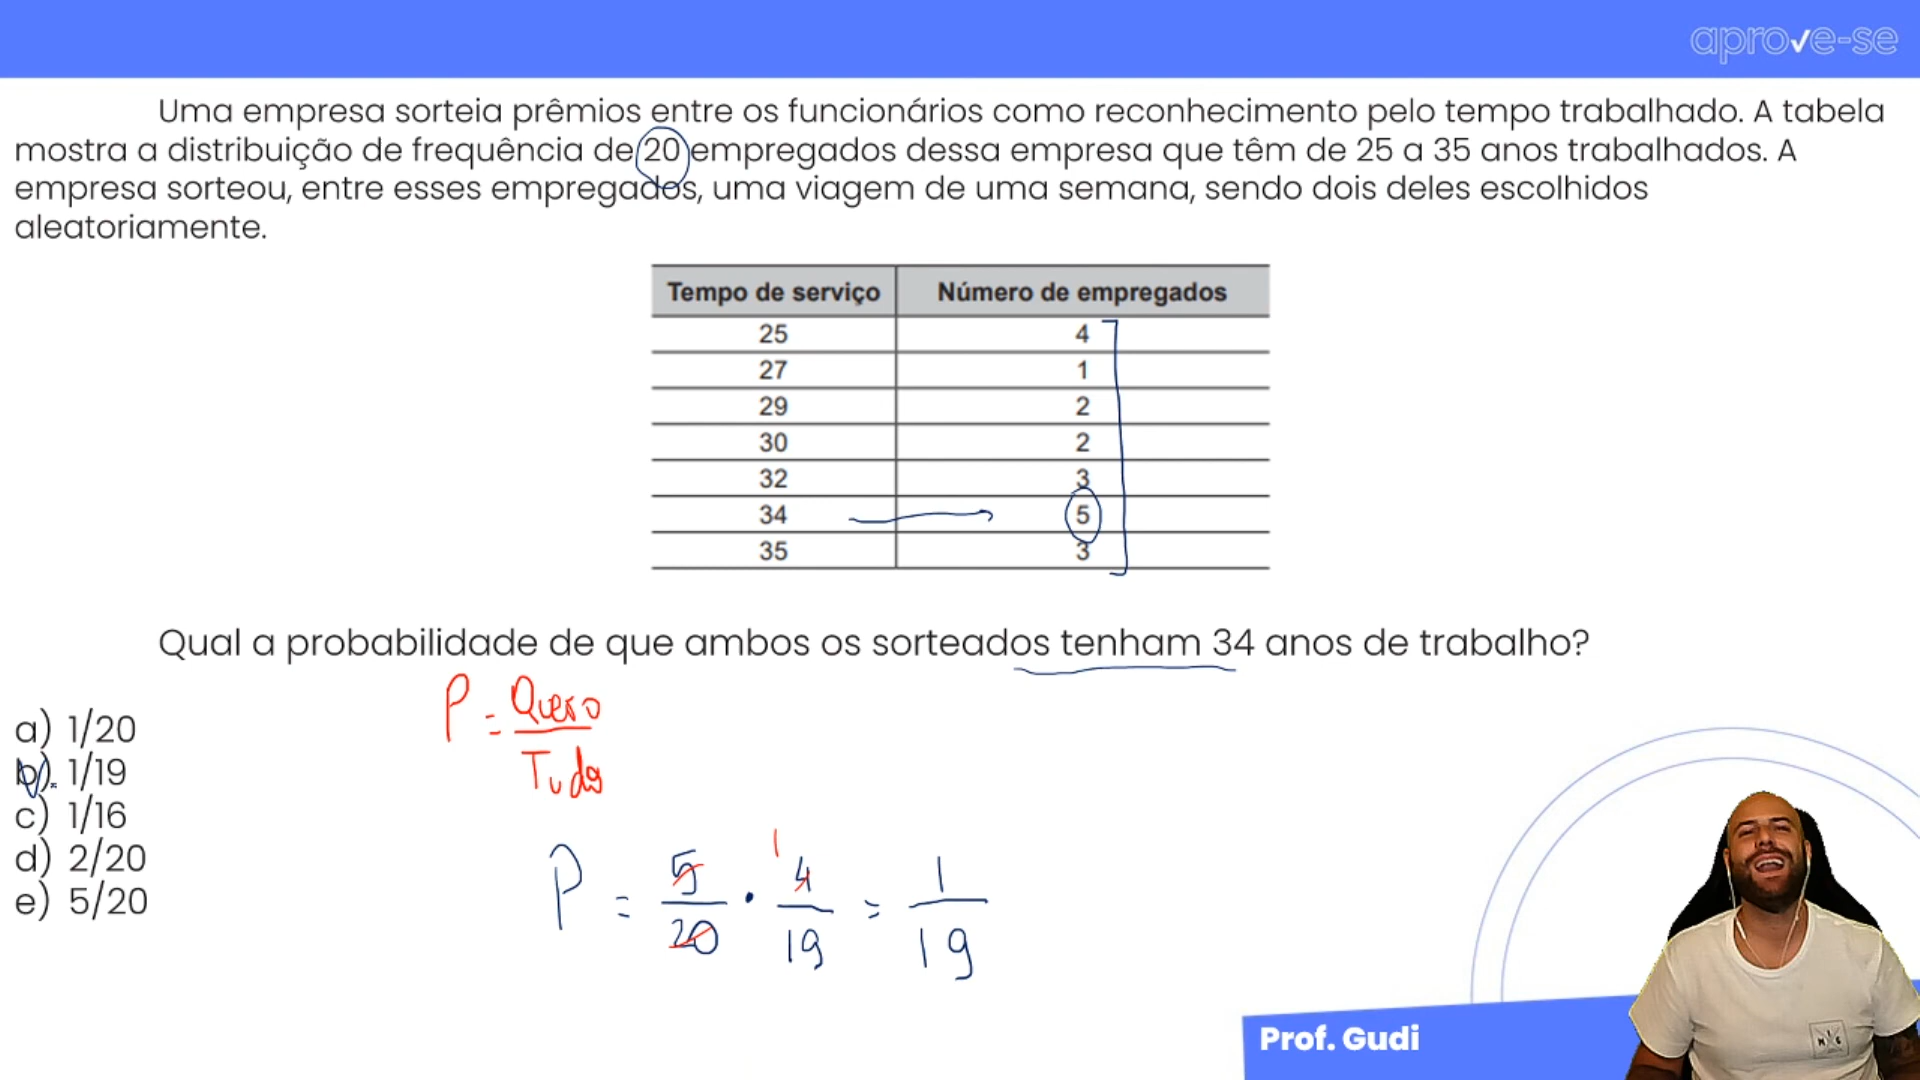 aprove-se
Uma empresa sorteia prêmios entre os funcionários como reconhecimento pelo tempo trabalhado. A tabela
mostra a distribuição de frequência de 20 empregados dessa empresa que têm de 25 a 35 anos trabalhados. A
empresa sorteou, entre esses empregados, uma viagem de uma semana, sendo dois deles escolhidos
aleatoriamente.
Tempo de serviço Número de empregados
25 4
27 1
29 2
30 2
32 3
34 5
35 3
Qual a probabilidade de que ambos os sorteados tenham 34 anos de trabalho?
P = Quero
Tudo
a) 1/20
b) 1/19
c) 1/16
d) 2/20
e) 5/20
1
P = 5/20 · 4/19 = 1/19
Prof. Gudi